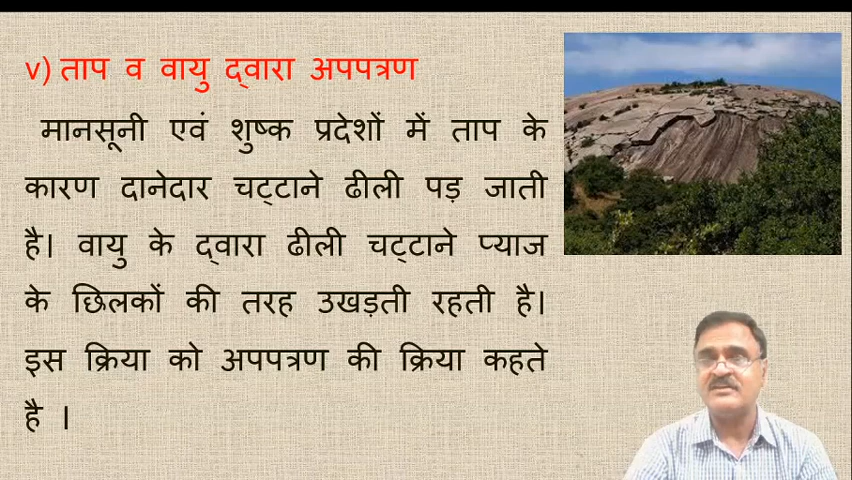 v) ताप व वायु द्वारा अपपत्रण
मानसूनी एवं शुष्क प्रदेशों में ताप के
कारण दानेदार चट्टाने ढीली पड़ जाती
है। वायु के द्वारा ढीली चट्टाने प्याज
के छिलकों की तरह उखड़ती रहती है।
इस क्रिया को अपपत्रण की क्रिया कहते
है ।